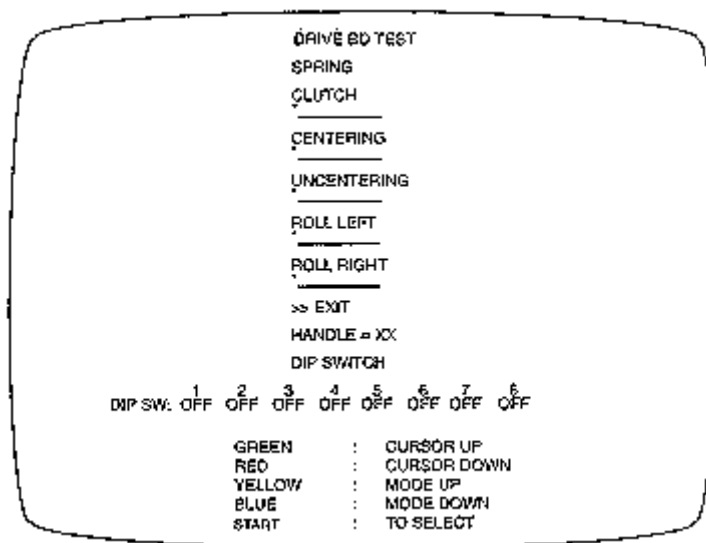 DRIVE BD TEST
SPRING
CLUTCH
CENTERING
UNCENTERING
ROLL LEFT
ROLL RIGHT
>> EXIT
HANDLE = XX
DIP SWITCH
1 2 3 4 5 6 7 8
DIP SW: OFF OFF OFF OFF OFF OFF OFF OFF
GREEN : CURSOR UP
RED : CURSOR DOWN
YELLOW : MODE UP
BLUE : MODE DOWN
START : TO SELECT